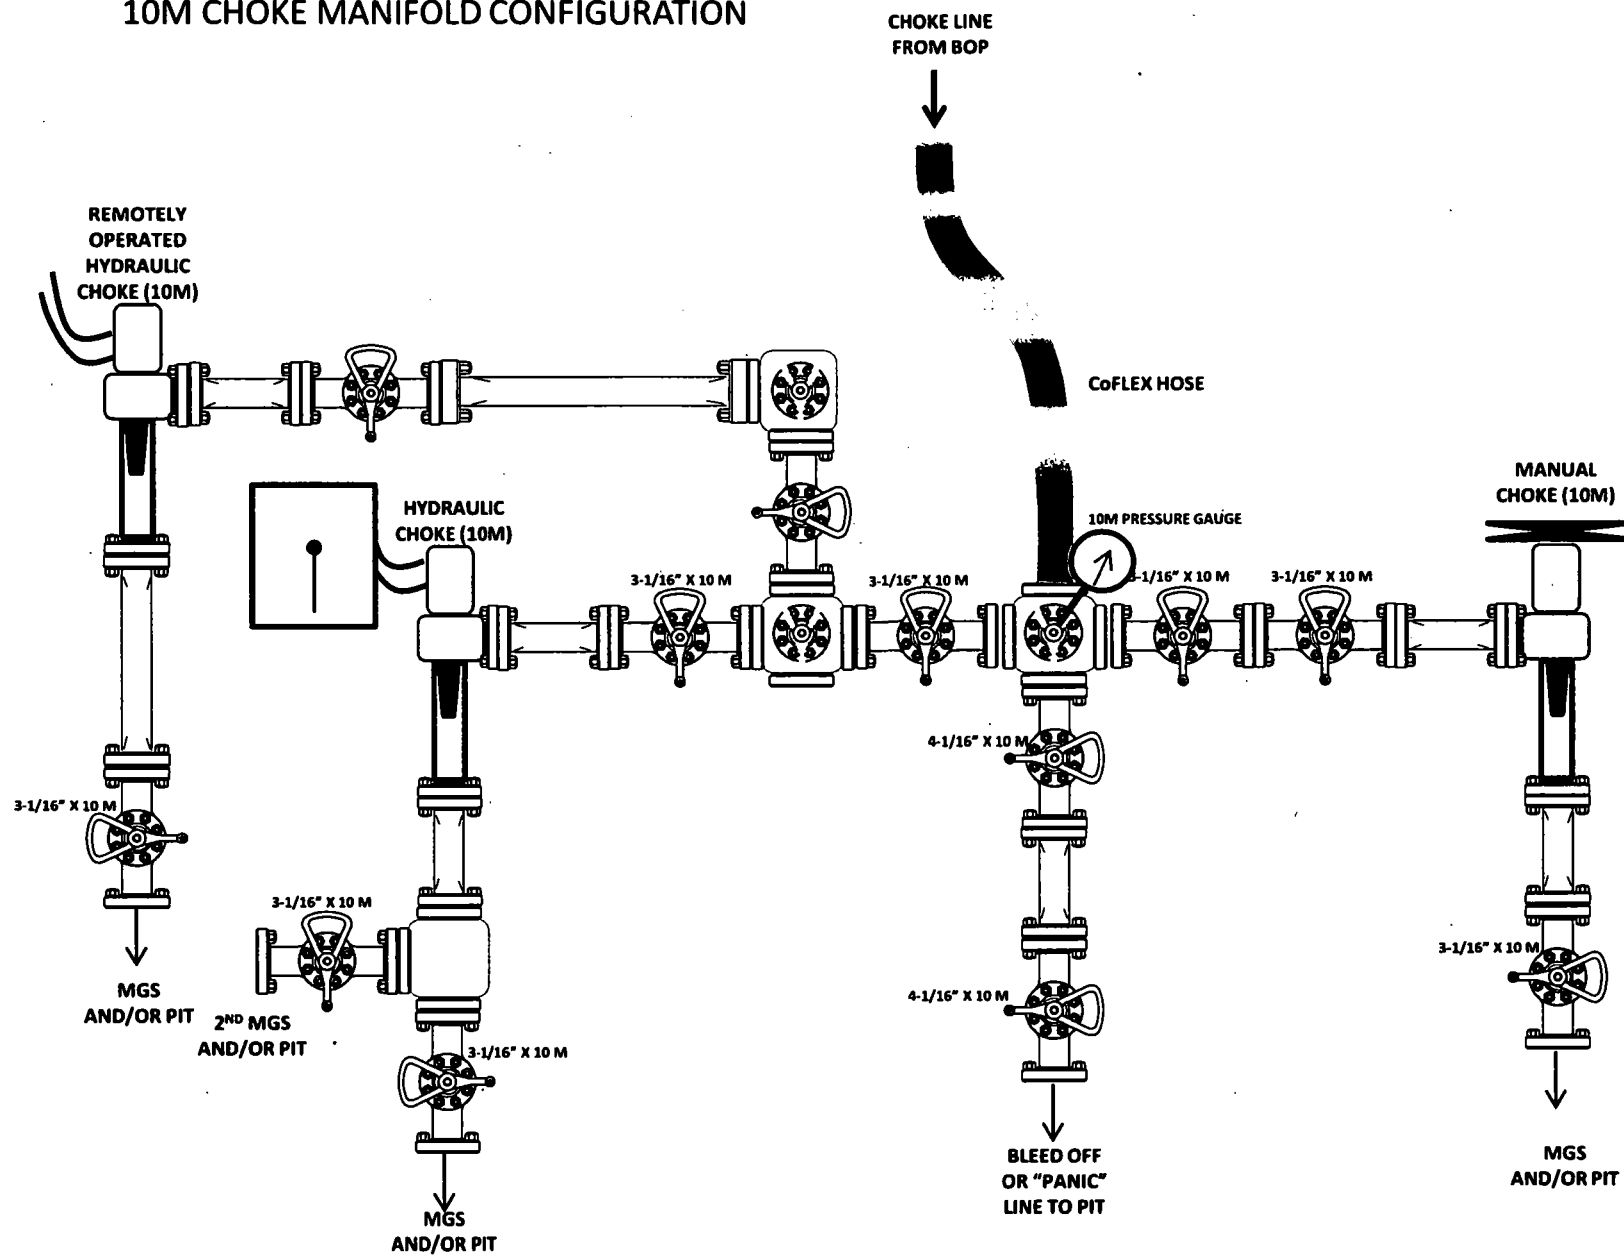 10M CHOKE MANIFOLD CONFIGURATION
CHOKE LINE
FROM BOP
REMOTELY
OPERATED
HYDRAULIC
CHOKE (10M)
CoFLEX HOSE
MANUAL
CHOKE (10M)
HYDRAULIC
CHOKE (10M)
10M PRESSURE GAUGE
3-1/16" X 10 M
3-1/16" X 10 M
3-1/16" X 10 M
3-1/16" X 10 M
4-1/16" X 10 M
3-1/16" X 10 M
3-1/16" X 10 M
3-1/16" X 10 M
4-1/16" X 10 M
MGS
AND/OR PIT
2ND MGS
AND/OR PIT
3-1/16" X 10 M
BLEED OFF
OR "PANIC"
LINE TO PIT
MGS
AND/OR PIT
MGS
AND/OR PIT